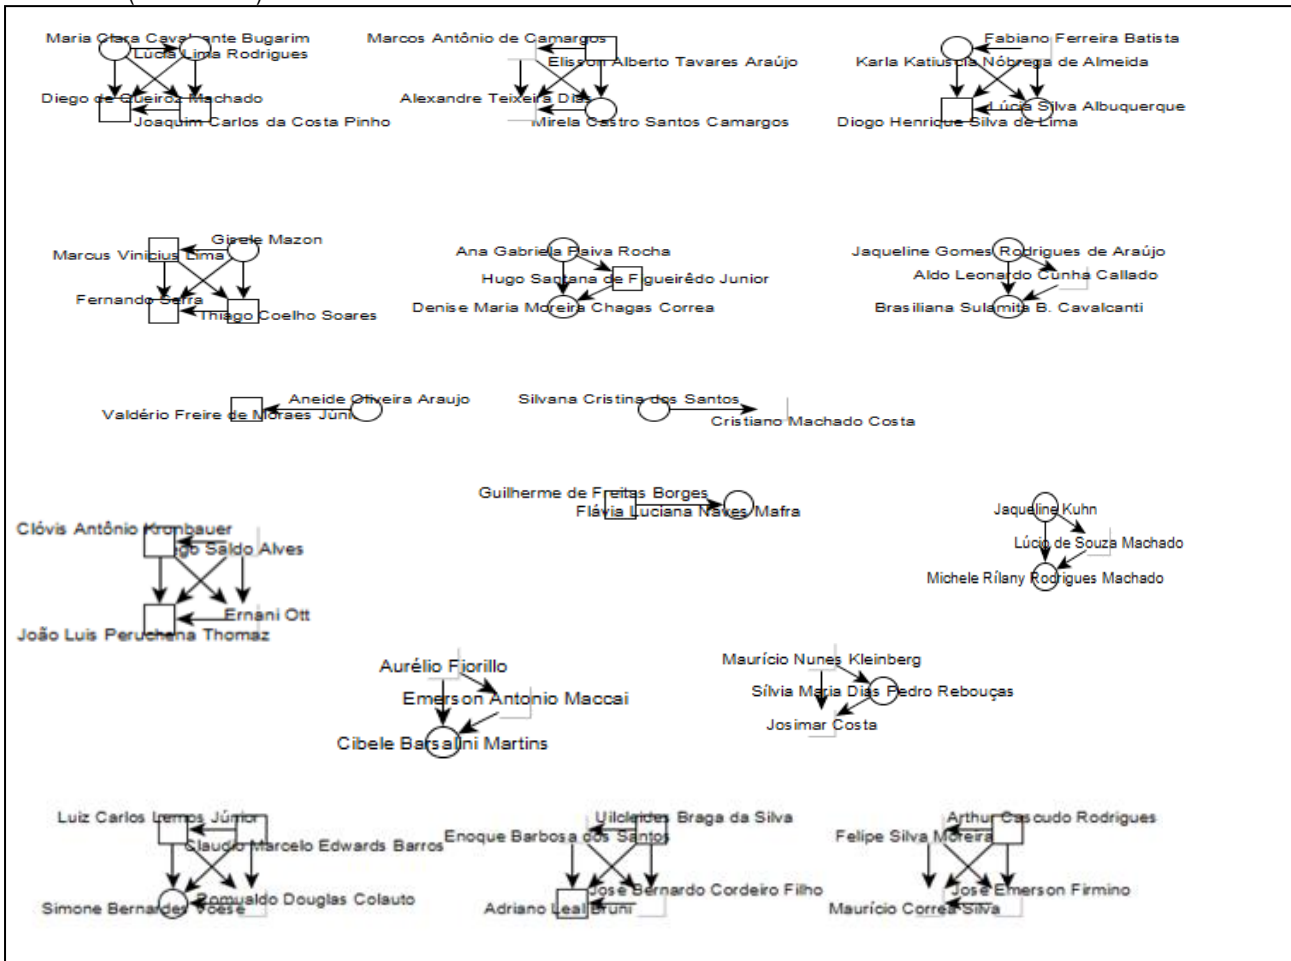 Maria Clara Cavalcante Bugarim
Lúcia Lima Rodrigues
Diego de Queiroz Machado
Joaquim Carlos da Costa Pinho
Marcos Antônio de Camargos
Elisson Alberto Tavares Araújo
Alexandre Teixeira Dias
Mirela Castro Santos Camargos
Fabiano Ferreira Batista
Karla Katiuscia Nóbrega de Almeida
Lúcia Silva Albuquerque
Diogo Henrique Silva de Lima
Gisele Mazon
Marcus Vinicius Lima
Fernando Serra
Thiago Coelho Soares
Ana Gabriela Paiva Rocha
Hugo Santana de Figueirêdo Junior
Denise Maria Moreira Chagas Correa
Jaqueline Gomes Rodrigues de Araújo
Aldo Leonardo Cunha Callado
Brasiliana Sulamita B. Cavalcanti
Aneide Oliveira Araujo
Valdério Freire de Moraes Júni
Silvana Cristina dos Santos
Cristiano Machado Costa
Guilherme de Freitas Borges
Flávia Luciana Naves Mafra
Jaqueline Kuhn
Lúcio de Souza Machado
Michele Rílany Rodrigues Machado
Clóvis Antônio Kronbauer
Saldo Alves
Ernani Ott
João Luis Peruchena Thomaz
Aurélio Fiorillo
Emerson Antonio Maccai
Cibele Barsalini Martins
Maurício Nunes Kleinberg
Sílvia Maria Dias Pedro Rebouças
Josimar Costa
Luiz Carlos Lemos Júnior
Claudio Marcelo Edwards Barros
Romualdo Douglas Colauto
Simone Bernardes Voese
Uilcleides Braga da Silva
Enoque Barbosa dos Santos
José Bernardo Cordeiro Filho
Adriano Leal Bruni
Arthur Cascudo Rodrigues
Felipe Silva Moreira
José Emerson Firmino
Maurício Correa Silva